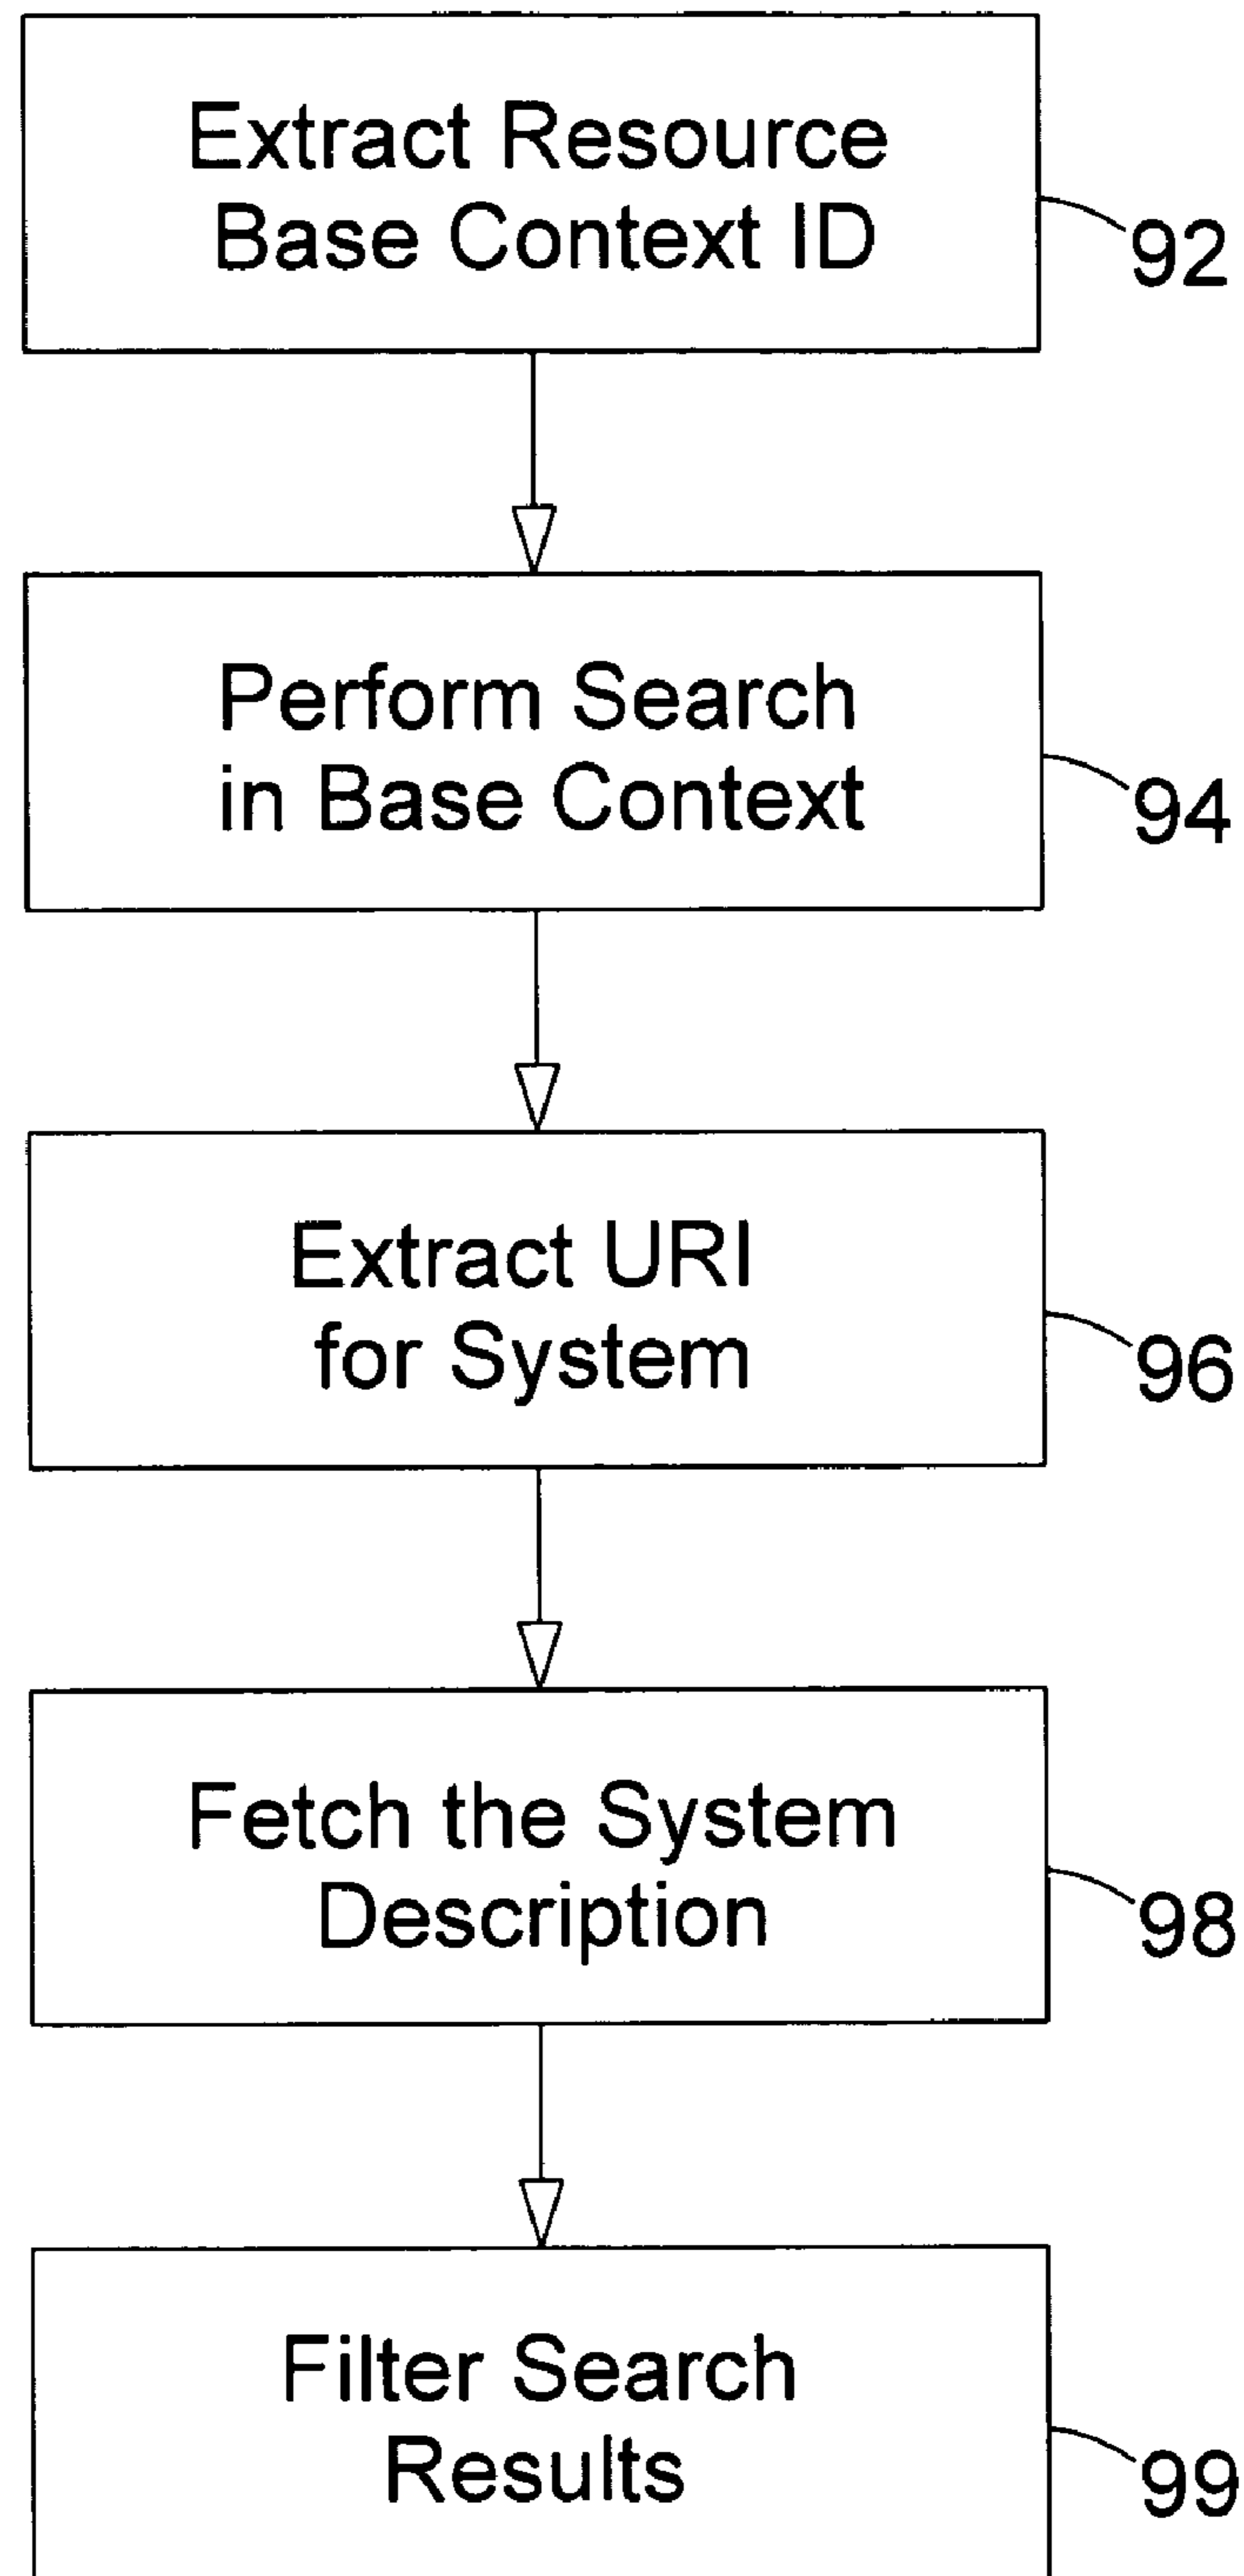 Extract Resource
Base Context ID
92
Perform Search
in Base Context
94
Extract URI
for System
96
Fetch the System
Description
98
Filter Search
Results
99